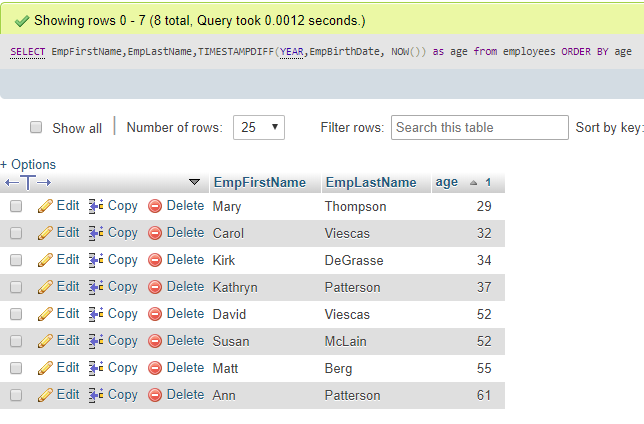 Showing rows 0 - 7 (8 total, Query took 0.0012 seconds.)
SELECT EmpFirstName,EmpLastName,TIMESTAMPDIFF(YEAR,EmpBirthDate, NOW()) as age from employees ORDER BY age
Show all Number of rows: 25 Filter rows: Search this table Sort by key:
+ Options
←T→ EmpFirstName EmpLastName age 1
Edit Copy Delete Mary Thompson 29
Edit Copy Delete Carol Viescas 32
Edit Copy Delete Kirk DeGrasse 34
Edit Copy Delete Kathryn Patterson 37
Edit Copy Delete David Viescas 52
Edit Copy Delete Susan McLain 52
Edit Copy Delete Matt Berg 55
Edit Copy Delete Ann Patterson 61